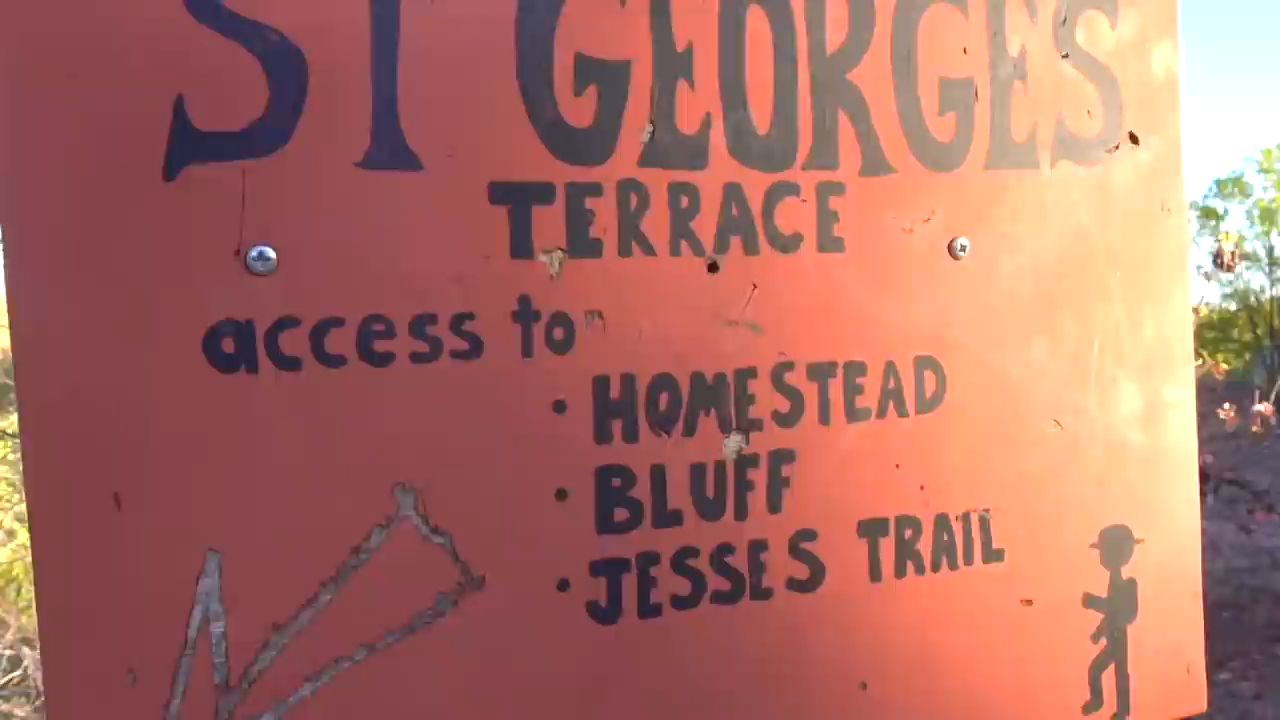 ST GEORGES
TERRACE
access to
• HOMESTEAD
• BLUFF
• JESSES TRAIL